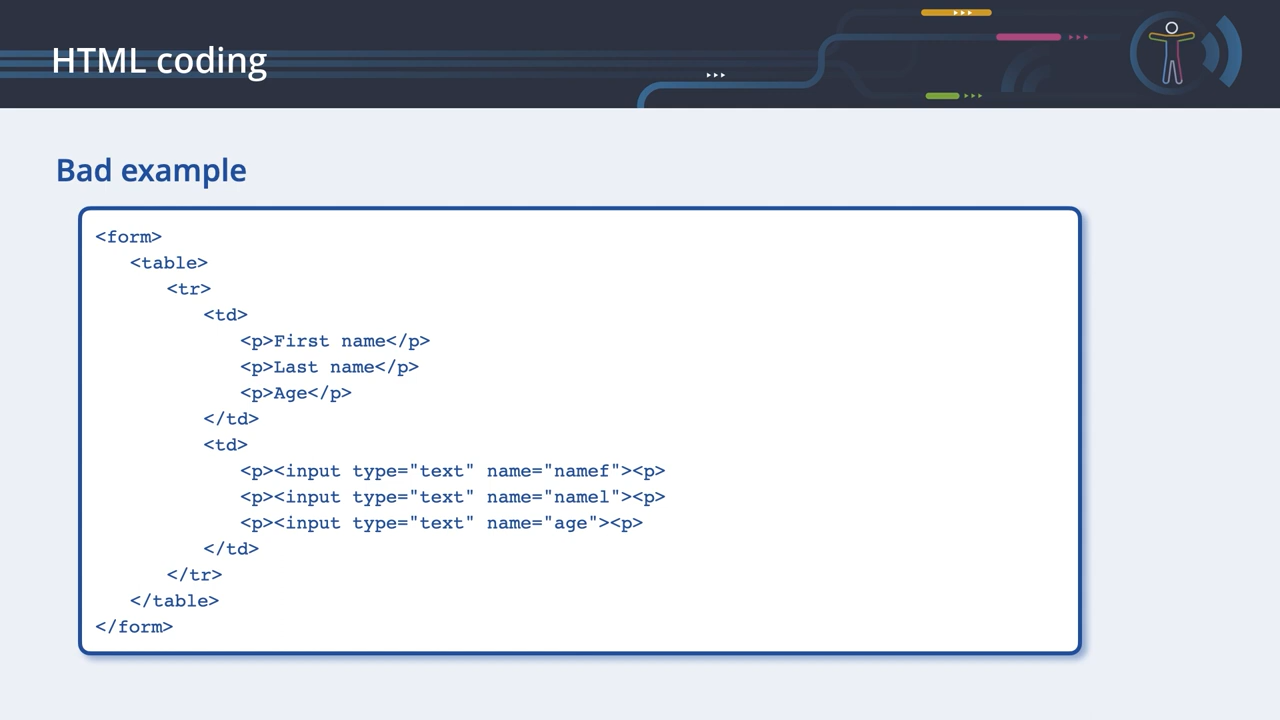 HTML coding
Bad example
<form>
<table>
<tr>
<td>
<p>First name</p>
<p>Last name</p>
<p>Age</p>
</td>
<td>
<p><input type="text" name="namef"><p>
<p><input type="text" name="namel"><p>
<p><input type="text" name="age"><p>
</td>
</tr>
</table>
</form>